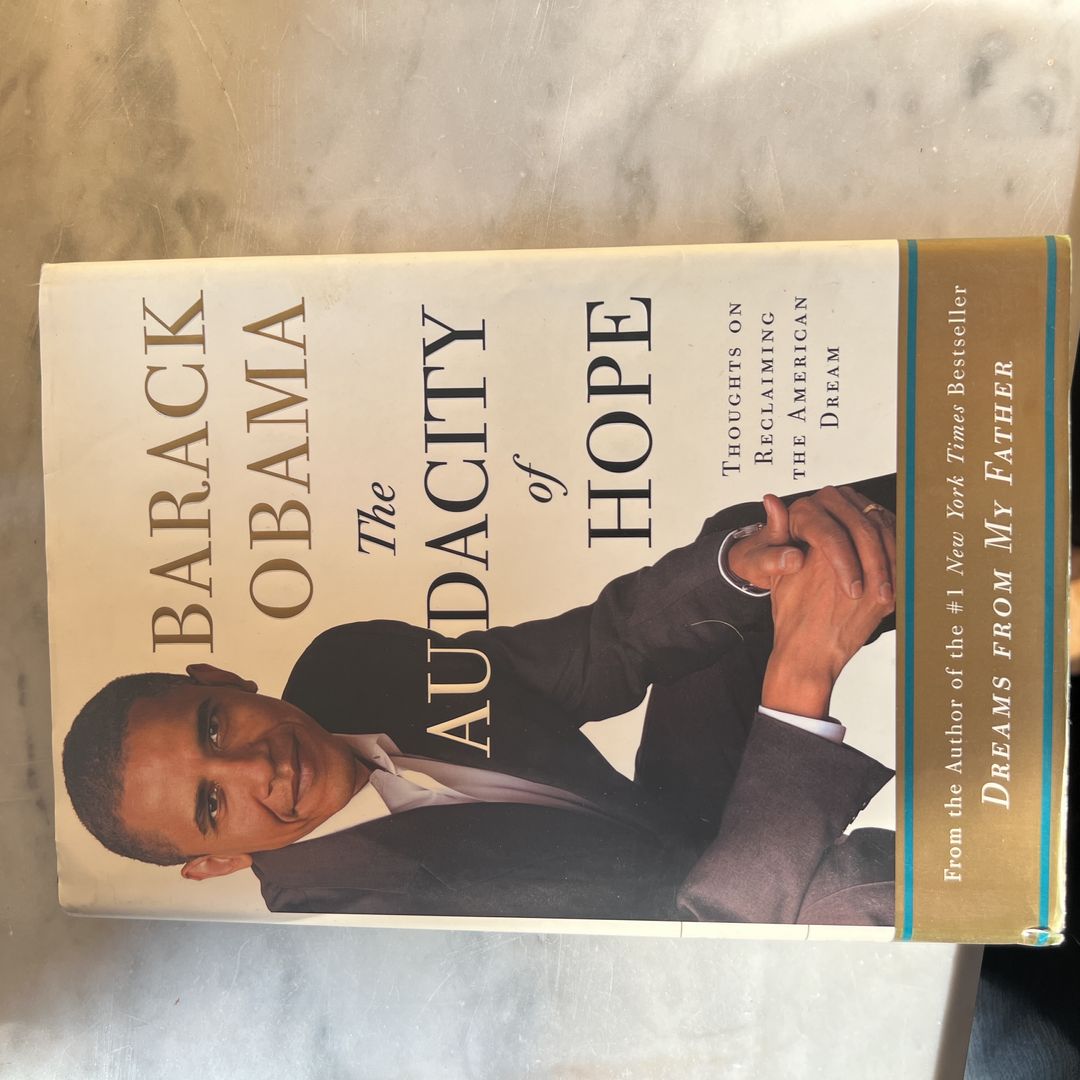 BARACK
OBAMA
The
AUDACITY
of
HOPE
THOUGHTS ON
RECLAIMING
THE AMERICAN
DREAM
From the Author of the #1 New York Times Bestseller
DREAMS FROM MY FATHER